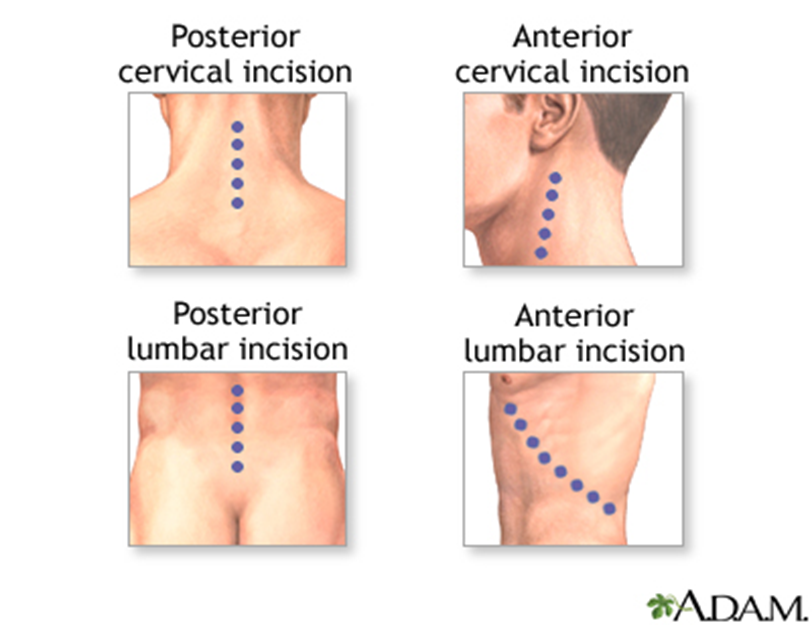 Posterior
cervical incision
Anterior
cervical incision
Posterior
lumbar incision
Anterior
lumbar incision
A.D.A.M.